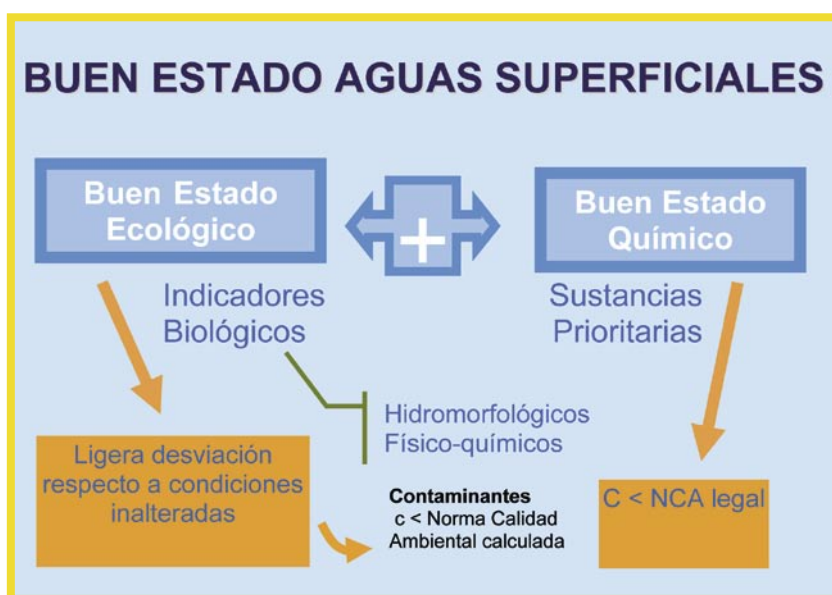 BUEN ESTADO AGUAS SUPERFICIALES
Buen Estado
Ecológico
+
Buen Estado
Químico
Indicadores
Biológicos
Sustancias
Prioritarias
Hidromorfológicos
Físico-químicos
Ligera desviación
respecto a condiciones
inalteradas
Contaminantes
c < Norma Calidad
Ambiental calculada
C < NCA legal